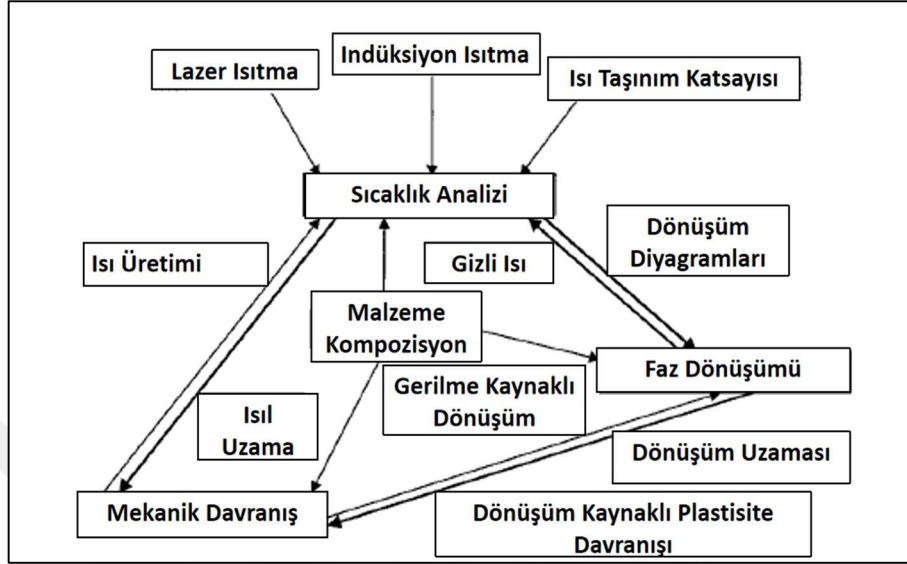 Lazer Isıtma
Indüksiyon Isıtma
Isı Taşınım Katsayısı
Sıcaklık Analizi
Isı Üretimi
Gizli Isı
Dönüşüm
Diyagramları
Malzeme
Kompozisyon
Faz Dönüşümü
Gerilme Kaynaklı
Dönüşüm
Isıl
Uzama
Dönüşüm Uzaması
Mekanik Davranış
Dönüşüm Kaynaklı Plastisite
Davranışı